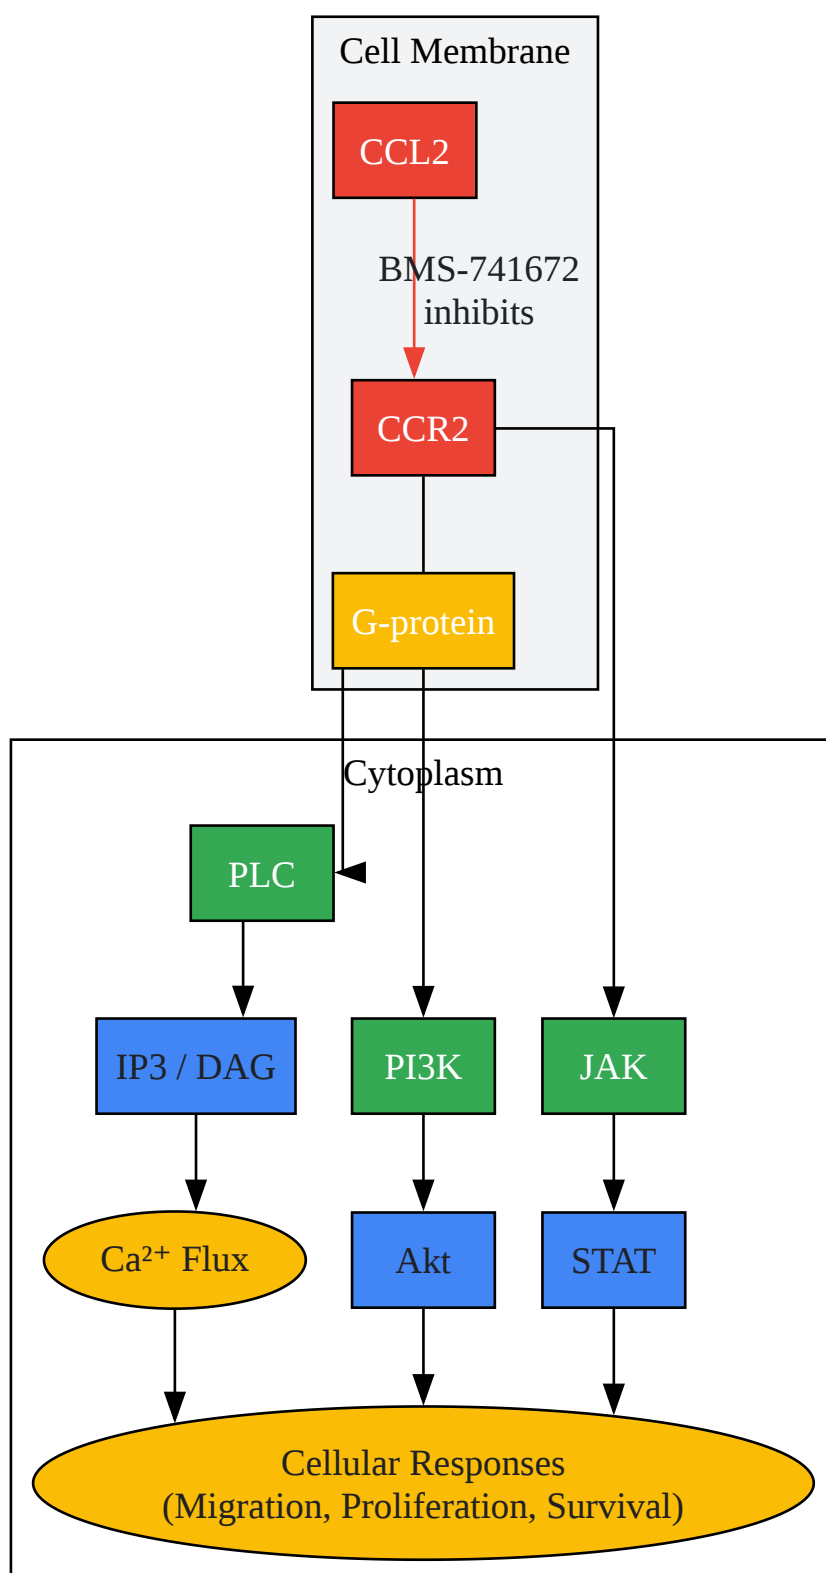 Cell Membrane
CCL2
BMS-741672
inhibits
CCR2
G-protein
Cytoplasm
PLC
IP3 / DAG
PI3K
JAK
Ca²⁺ Flux
Akt
STAT
Cellular Responses
(Migration, Proliferation, Survival)